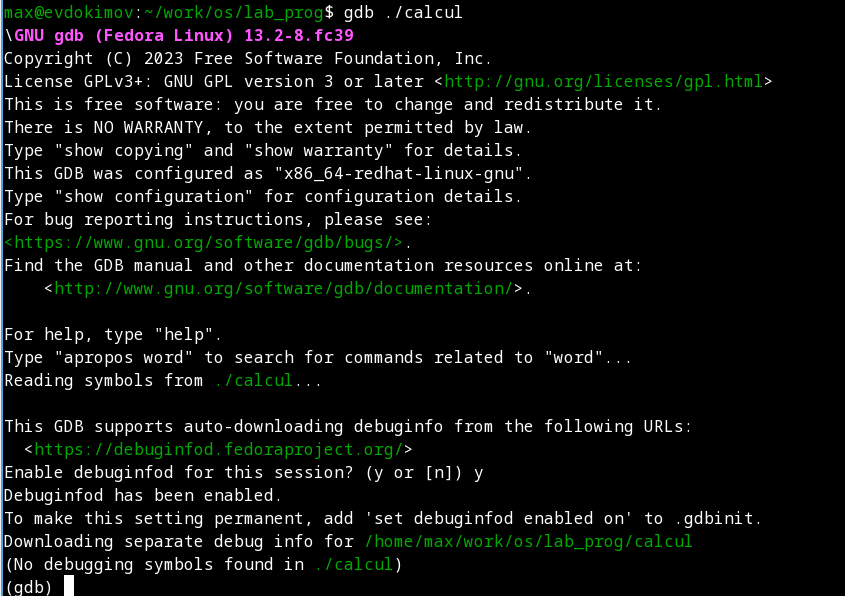 max@evdokimov:~/work/os/lab_prog$ gdb ./calcul
\GNU gdb (Fedora Linux) 13.2-8.fc39
Copyright (C) 2023 Free Software Foundation, Inc.
License GPLv3+: GNU GPL version 3 or later <http://gnu.org/licenses/gpl.html>
This is free software: you are free to change and redistribute it.
There is NO WARRANTY, to the extent permitted by law.
Type "show copying" and "show warranty" for details.
This GDB was configured as "x86_64-redhat-linux-gnu".
Type "show configuration" for configuration details.
For bug reporting instructions, please see:
<https://www.gnu.org/software/gdb/bugs/>.
Find the GDB manual and other documentation resources online at:
    <http://www.gnu.org/software/gdb/documentation/>.

For help, type "help".
Type "apropos word" to search for commands related to "word"...
Reading symbols from ./calcul...

This GDB supports auto-downloading debuginfo from the following URLs:
  <https://debuginfod.fedoraproject.org/>
Enable debuginfod for this session? (y or [n]) y
Debuginfod has been enabled.
To make this setting permanent, add 'set debuginfod enabled on' to .gdbinit.
Downloading separate debug info for /home/max/work/os/lab_prog/calcul
(No debugging symbols found in ./calcul)
(gdb)